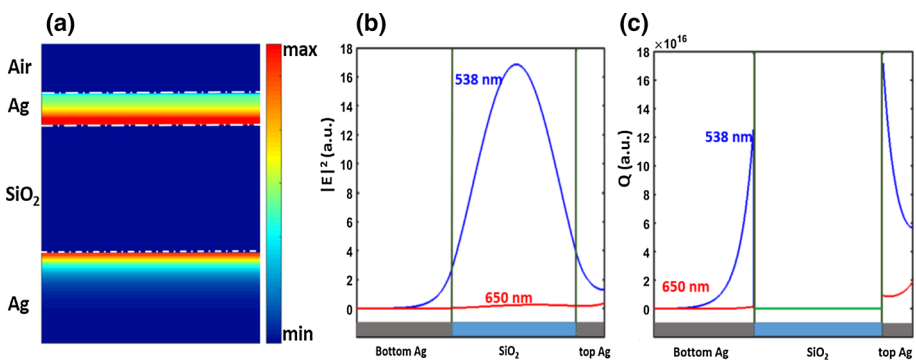 (a)
Air
Ag
SiO₂
Ag
max
min
(b)
|E|² (a.u.)
18
16
14
12
10
8
6
4
2
0
538 nm
650 nm
Bottom Ag
SiO₂
top Ag
(c)
×10¹⁶
Q (a.u.)
18
16
14
12
10
8
6
4
2
0
538 nm
650 nm
Bottom Ag
SiO₂
top Ag